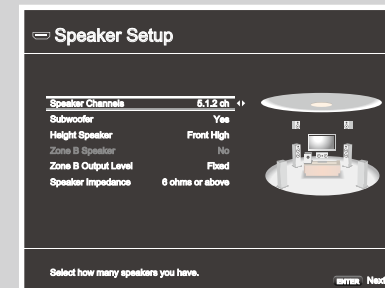 Speaker Setup
Speaker Channels 5.1.2 ch
Subwoofer Yes
Height Speaker Front High
Zone B Speaker No
Zone B Output Level Fixed
Speaker Impedance 6 ohms or above
Select how many speakers you have.
ENTER Next